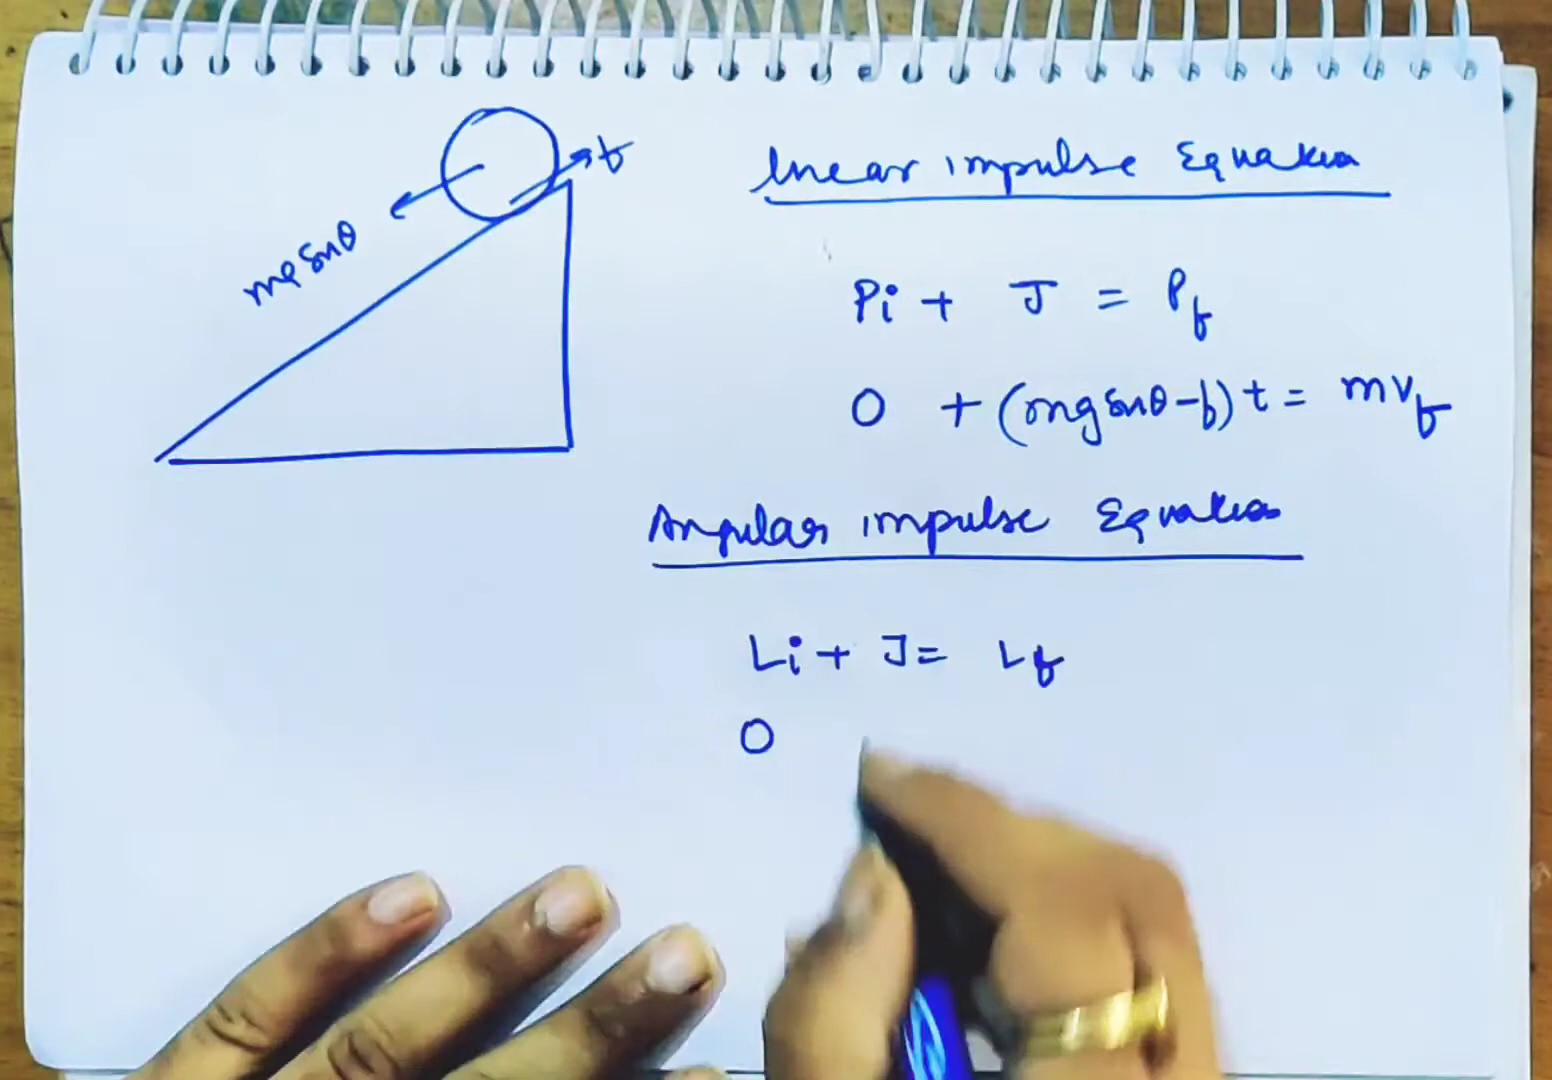 f
mg sinθ
linear impulse Equation
Pi + J = Pf
0 + (mg sinθ - f) t = mvf
Angular impulse Equation
Li + J = Lf
0